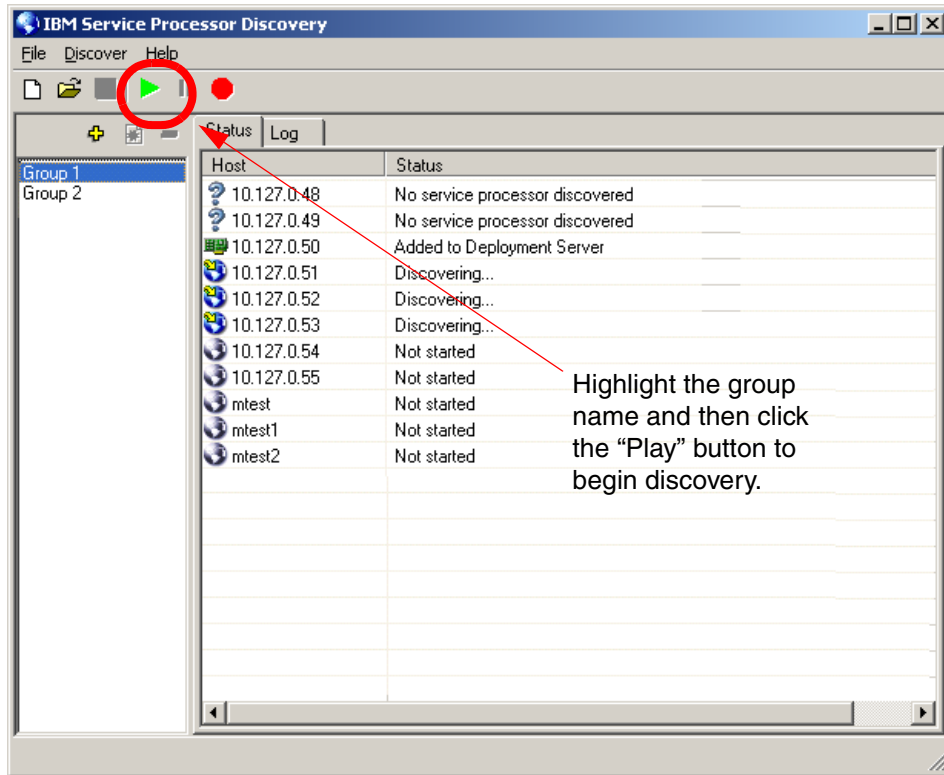 IBM Service Processor Discovery
File Discover Help
Status Log
Group 1
Group 2
Host Status
10.127.0.48 No service processor discovered
10.127.0.49 No service processor discovered
10.127.0.50 Added to Deployment Server
10.127.0.51 Discovering...
10.127.0.52 Discovering...
10.127.0.53 Discovering...
10.127.0.54 Not started
10.127.0.55 Not started
mtest Not started
mtest1 Not started
mtest2 Not started
Highlight the group
name and then click
the “Play” button to
begin discovery.